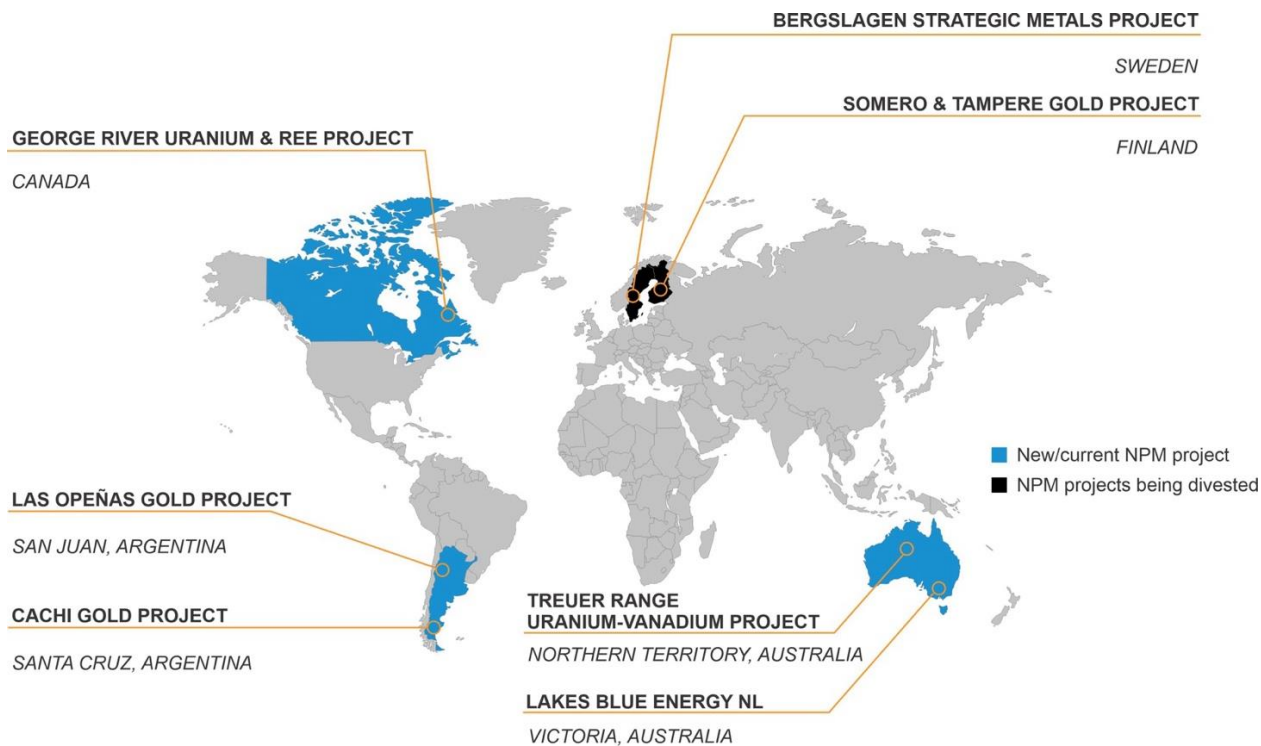 BERGSLAGEN STRATEGIC METALS PROJECT
SWEDEN
SOMERO & TAMPERE GOLD PROJECT
FINLAND
GEORGE RIVER URANIUM & REE PROJECT
CANADA
New/current NPM project
NPM projects being divested
LAS OPEÑAS GOLD PROJECT
SAN JUAN, ARGENTINA
CACHI GOLD PROJECT
SANTA CRUZ, ARGENTINA
TREUER RANGE
URANIUM-VANADIUM PROJECT
NORTHERN TERRITORY, AUSTRALIA
LAKES BLUE ENERGY NL
VICTORIA, AUSTRALIA